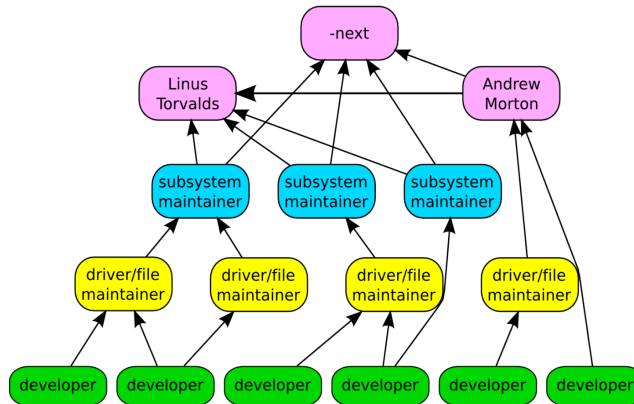 -next
Linus
Torvalds
Andrew
Morton
subsystem
maintainer
subsystem
maintainer
subsystem
maintainer
driver/file
maintainer
driver/file
maintainer
driver/file
maintainer
driver/file
maintainer
developer
developer
developer
developer
developer
developer